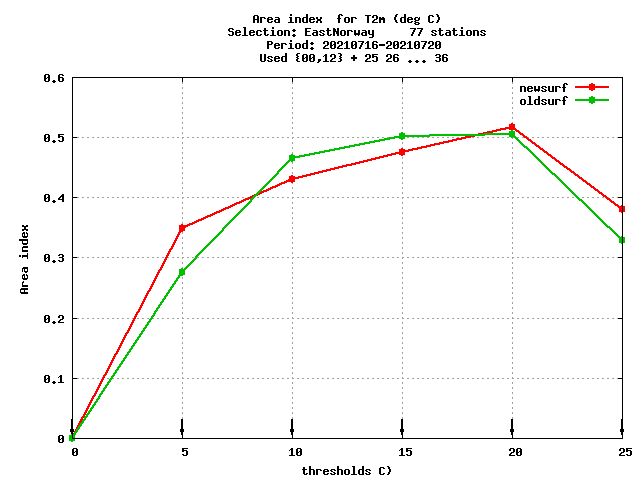 Area index  for T2m (deg C)
Selection: EastNorway     77 stations
Period: 20210716-20210720
Used {00,12} + 25 26 ... 36
newsurf
oldsurf
0.6
0.5
0.4
0.3
0.2
0.1
0
Area index
0 5 10 15 20 25
thresholds C)